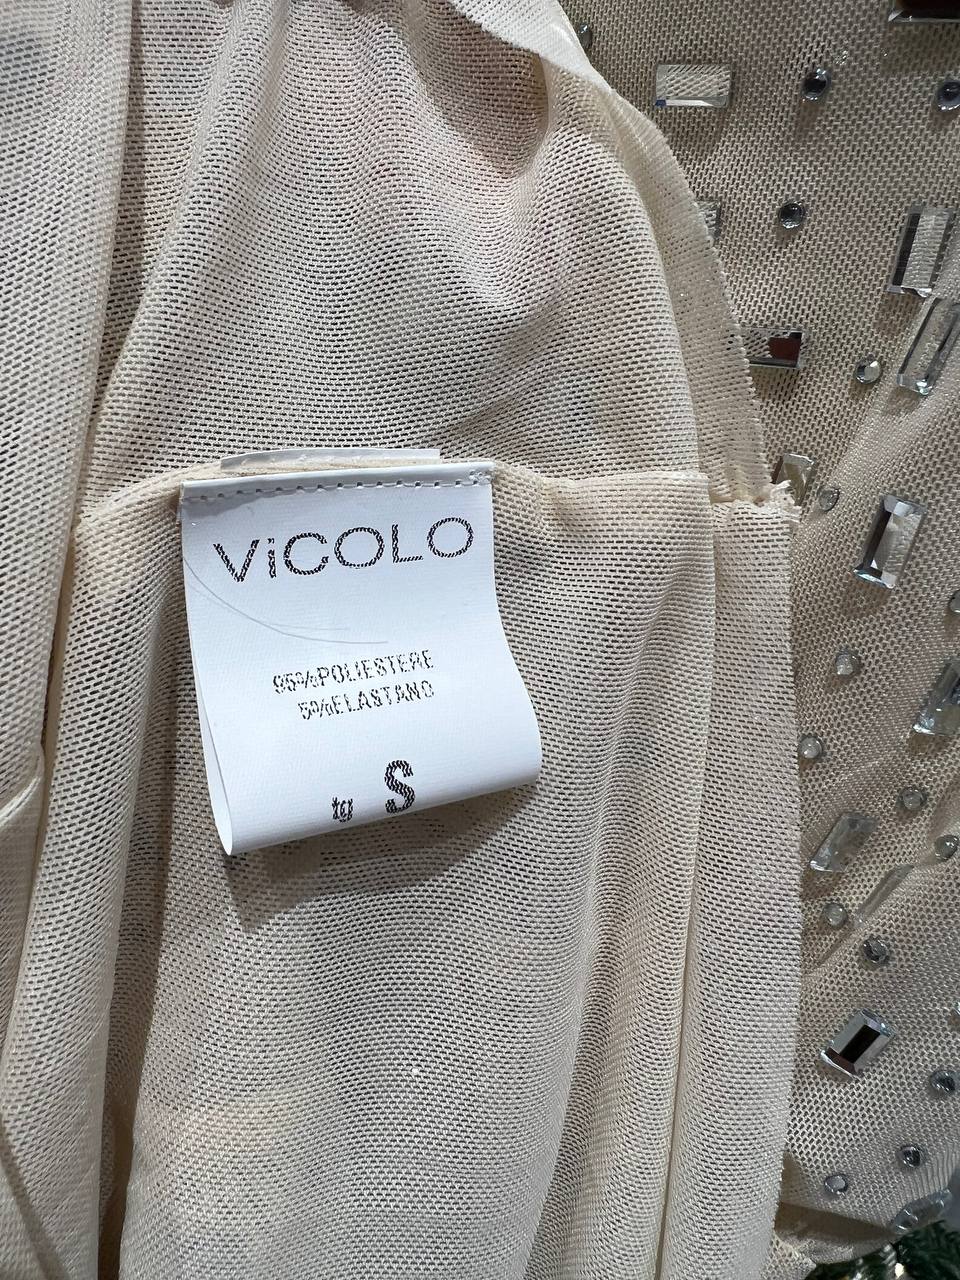 ViCOLO
95%POLIESTERE
5%ELASTANO
tg S